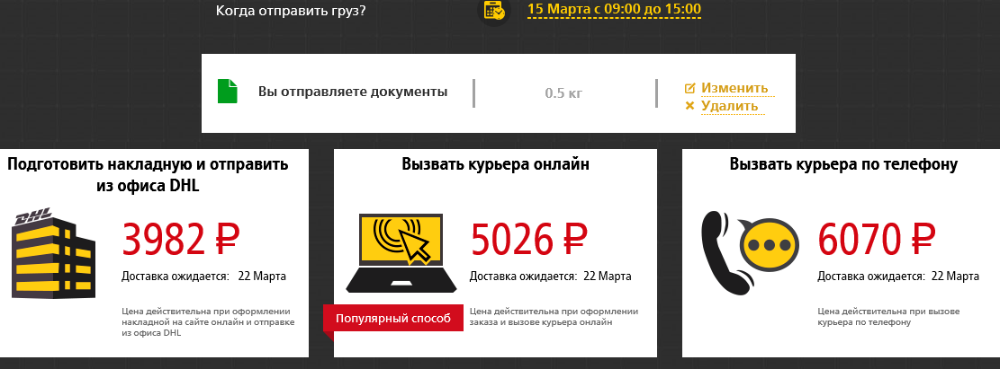 Когда отправить груз?
15 Марта с 09:00 до 15:00
Вы отправляете документы
0.5 кг
Изменить
Удалить
Подготовить накладную и отправить
из офиса DHL
DHL
3982 ₽
Доставка ожидается: 22 Марта
Цена действительна при оформлении
накладной на сайте онлайн и отправке
из офиса DHL
Вызвать курьера онлайн
5026 ₽
Доставка ожидается: 22 Марта
Популярный способ
Цена действительна при оформлении
заказа и вызове курьера онлайн
Вызвать курьера по телефону
6070 ₽
Доставка ожидается: 22 Марта
Цена действительна при вызове
курьера по телефону